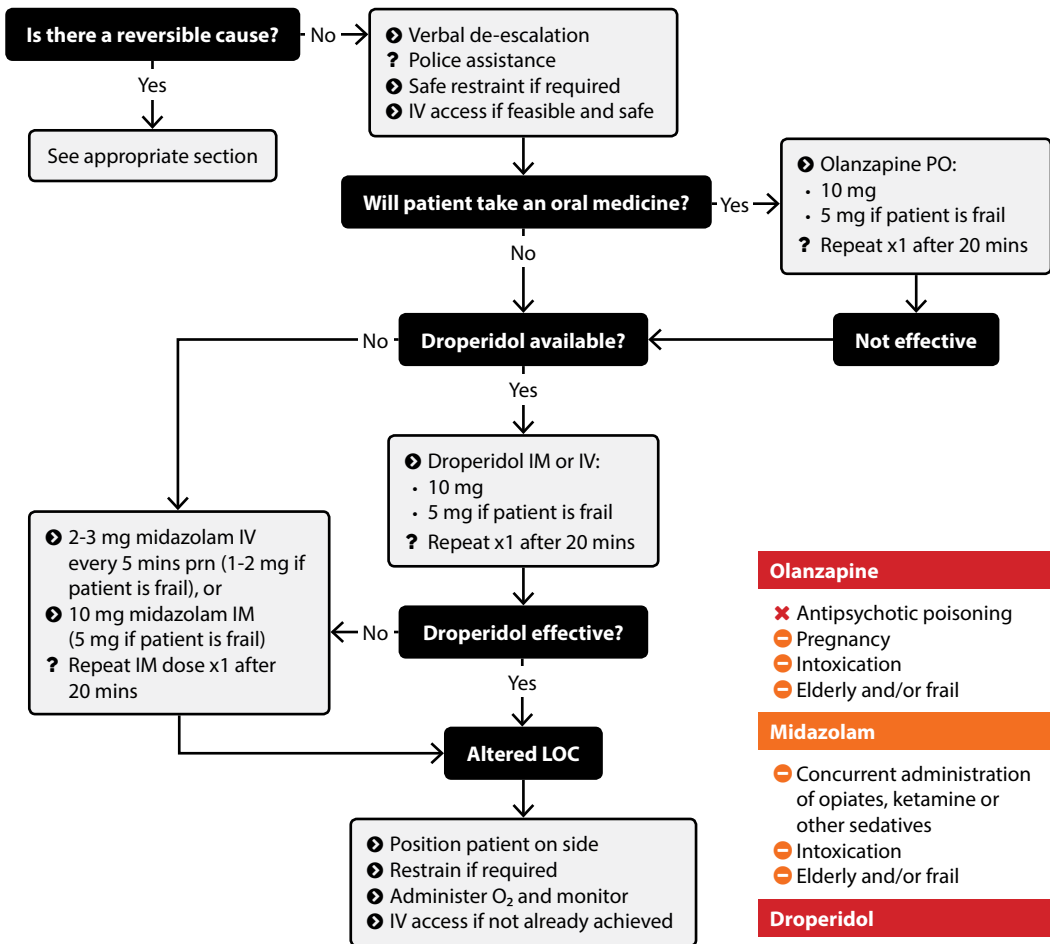 Is there a reversible cause?
No
Yes
See appropriate section
Verbal de-escalation
? Police assistance
Safe restraint if required
IV access if feasible and safe
Will patient take an oral medicine?
Yes
No
Olanzapine PO:
• 10 mg
• 5 mg if patient is frail
? Repeat x1 after 20 mins
Not effective
Droperidol available?
No
Yes
Droperidol IM or IV:
• 10 mg
• 5 mg if patient is frail
? Repeat x1 after 20 mins
2-3 mg midazolam IV
every 5 mins prn (1-2 mg if
patient is frail), or
10 mg midazolam IM
(5 mg if patient is frail)
? Repeat IM dose x1 after
20 mins
Droperidol effective?
No
Yes
Altered LOC
Position patient on side
Restrain if required
Administer O₂ and monitor
IV access if not already achieved
Olanzapine
Antipsychotic poisoning
Pregnancy
Intoxication
Elderly and/or frail
Midazolam
Concurrent administration
of opiates, ketamine or
other sedatives
Intoxication
Elderly and/or frail
Droperidol